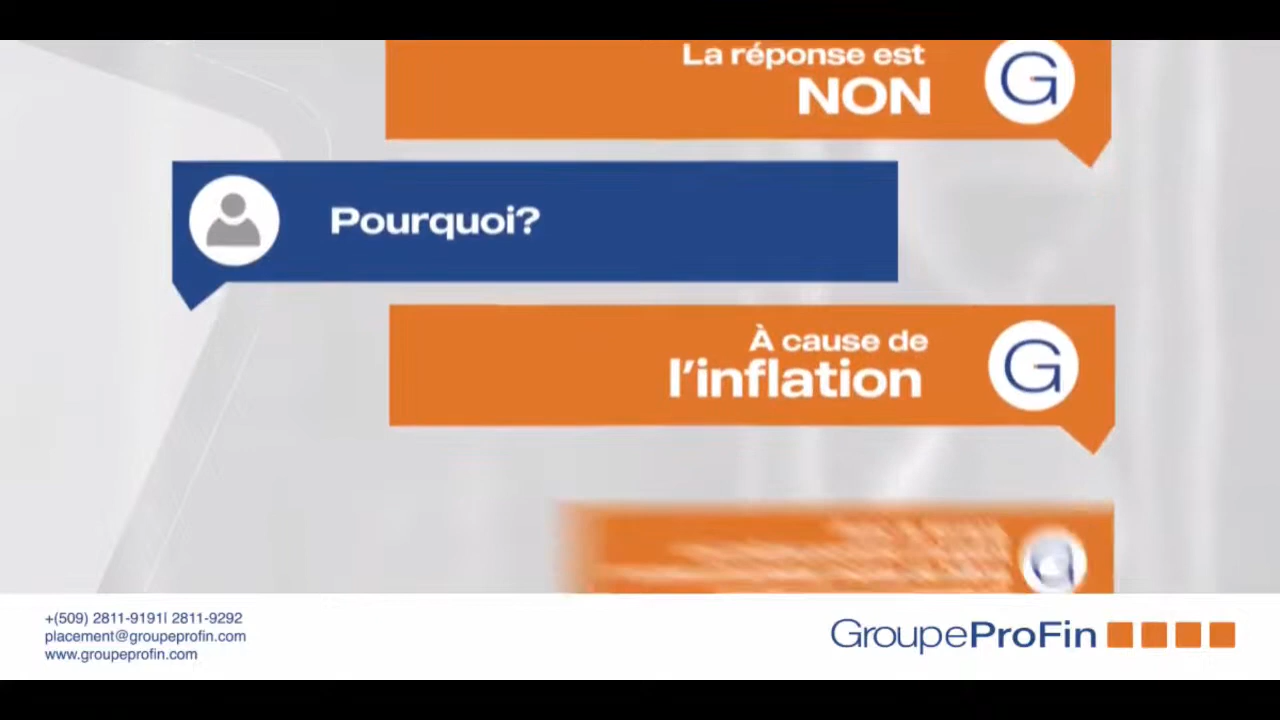 La réponse est
NON
G
Pourquoi?
À cause de
l'inflation
G
+(509) 2811-9191| 2811-9292
placement@groupeprofin.com
www.groupeprofin.com
GroupeProFin